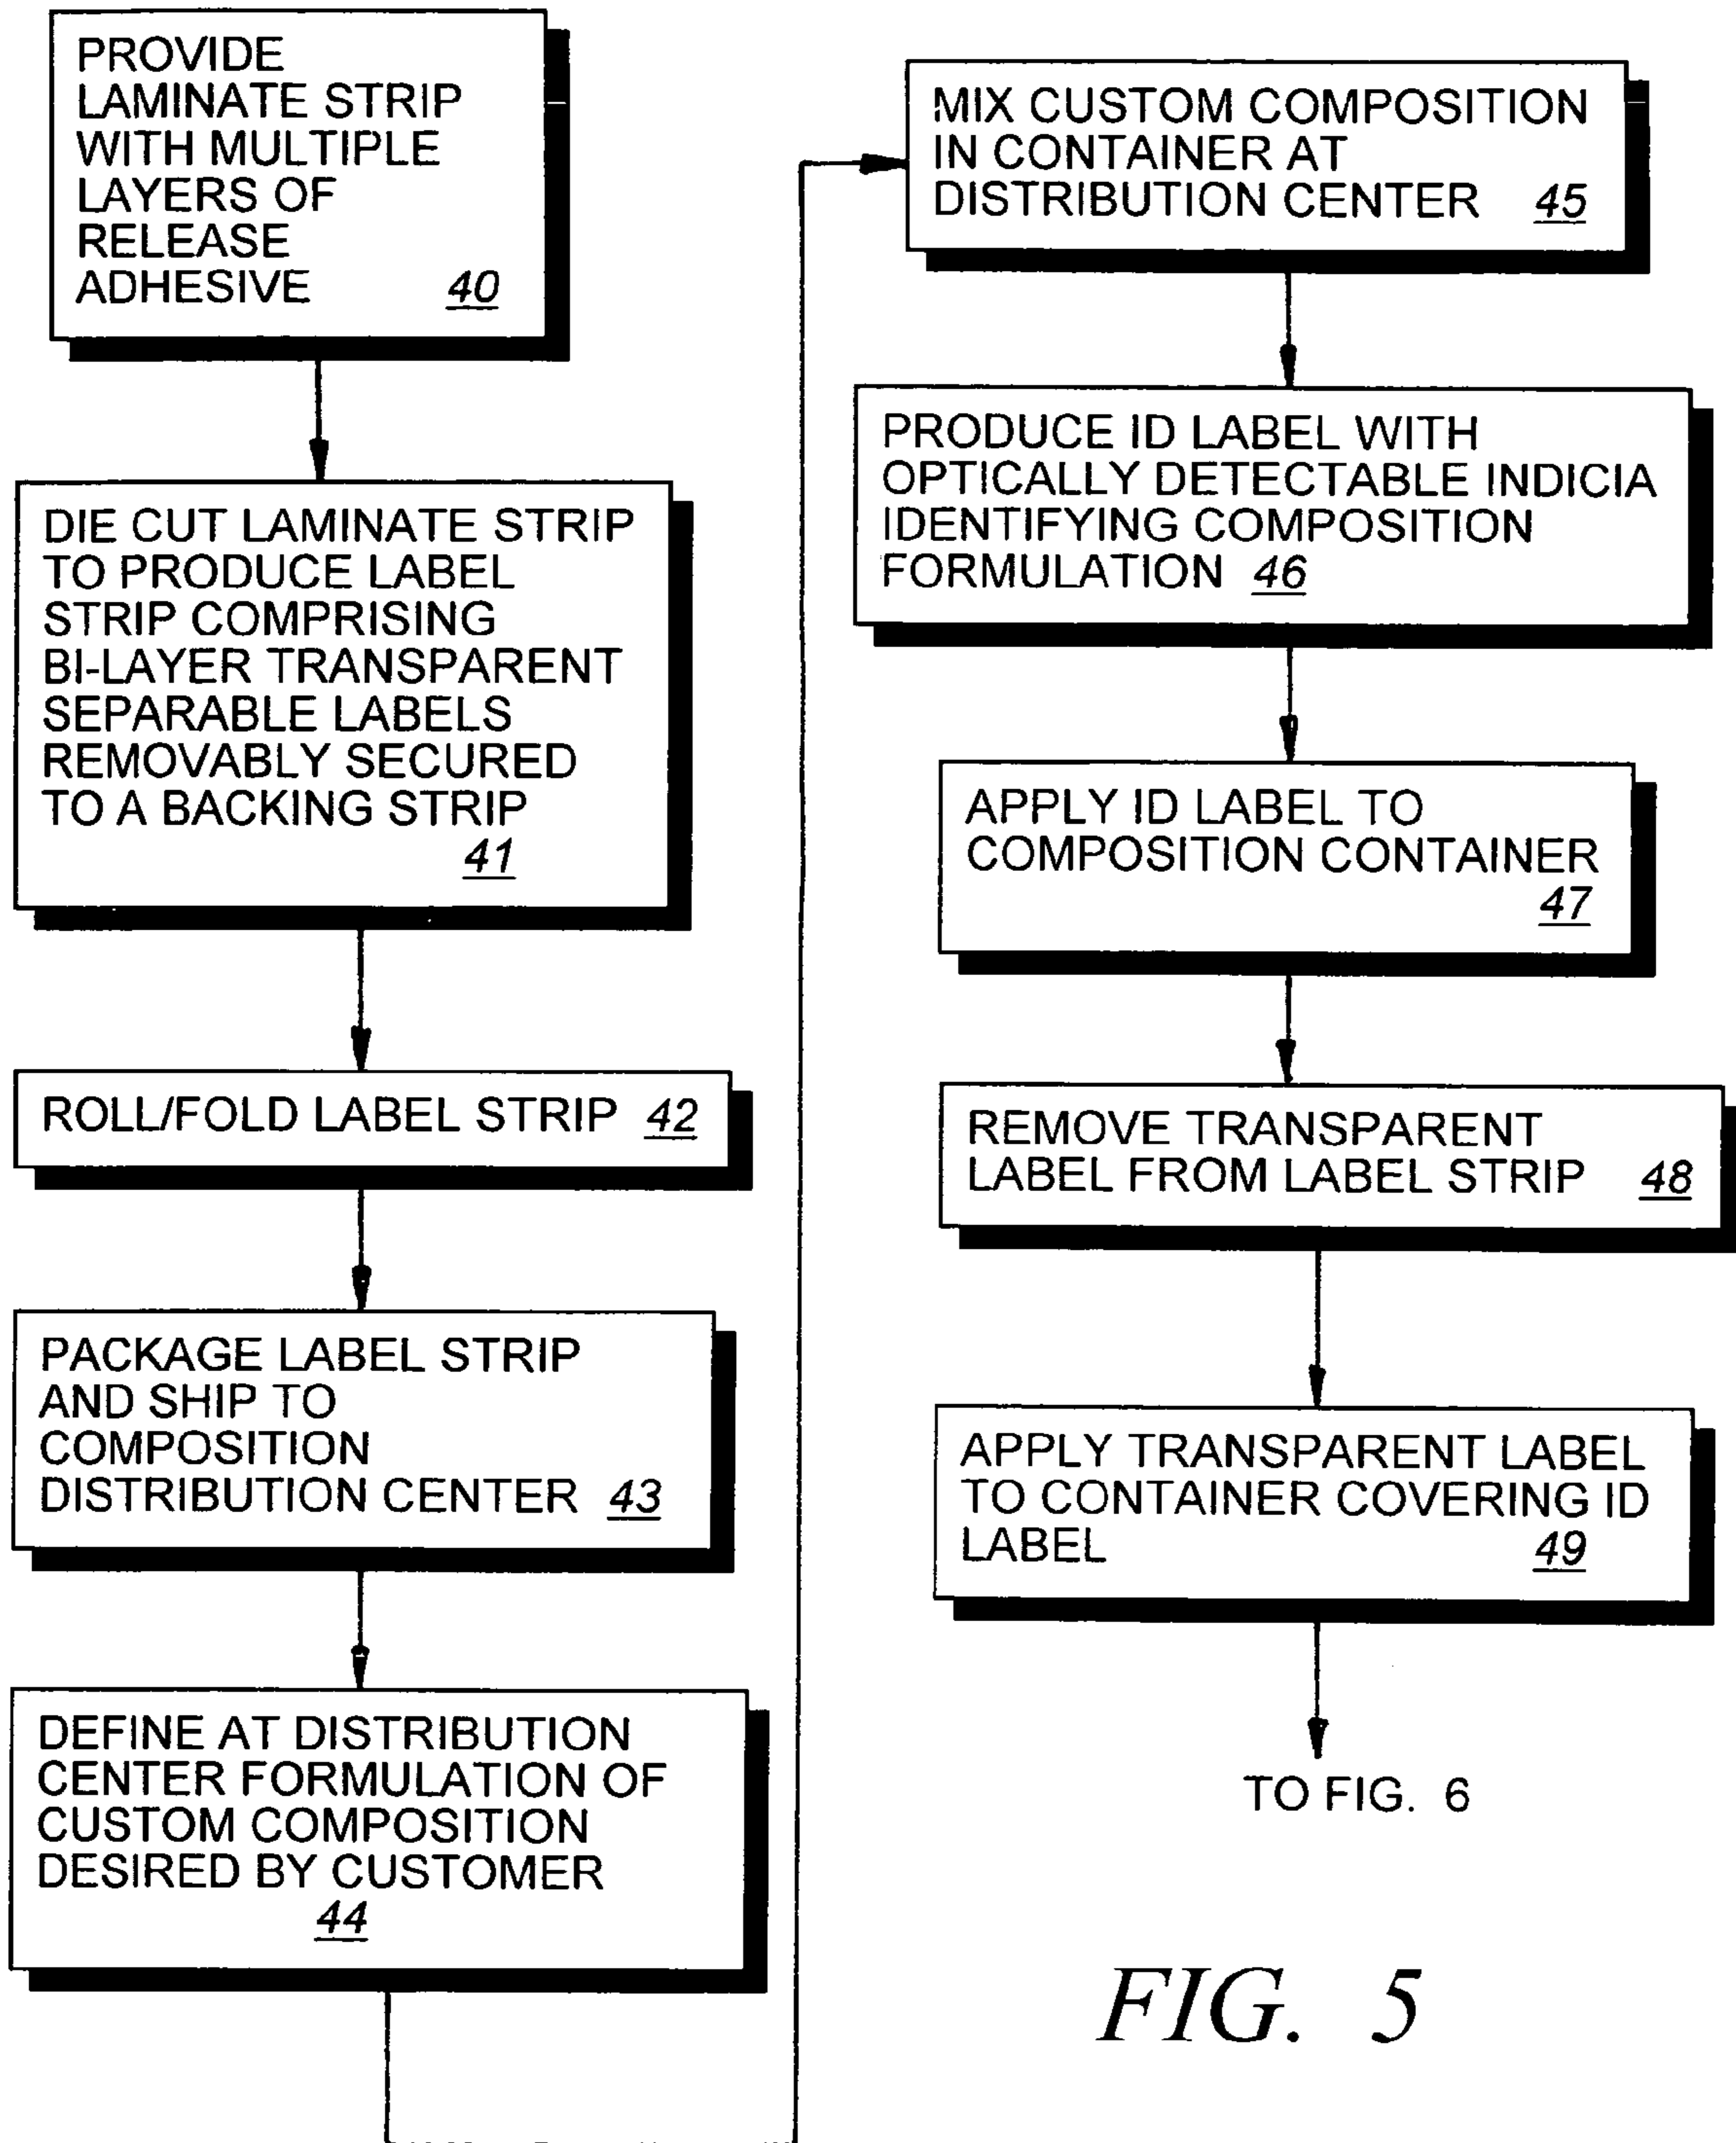 PROVIDE
LAMINATE STRIP
WITH MULTIPLE
LAYERS OF
RELEASE
ADHESIVE 40
DIE CUT LAMINATE STRIP
TO PRODUCE LABEL
STRIP COMPRISING
BI-LAYER TRANSPARENT
SEPARABLE LABELS
REMOVABLY SECURED
TO A BACKING STRIP
41
ROLL/FOLD LABEL STRIP 42
PACKAGE LABEL STRIP
AND SHIP TO
COMPOSITION
DISTRIBUTION CENTER 43
DEFINE AT DISTRIBUTION
CENTER FORMULATION OF
CUSTOM COMPOSITION
DESIRED BY CUSTOMER
44
MIX CUSTOM COMPOSITION
IN CONTAINER AT
DISTRIBUTION CENTER 45
PRODUCE ID LABEL WITH
OPTICALLY DETECTABLE INDICIA
IDENTIFYING COMPOSITION
FORMULATION 46
APPLY ID LABEL TO
COMPOSITION CONTAINER
47
REMOVE TRANSPARENT
LABEL FROM LABEL STRIP 48
APPLY TRANSPARENT LABEL
TO CONTAINER COVERING ID
LABEL 49
TO FIG. 6
FIG. 5